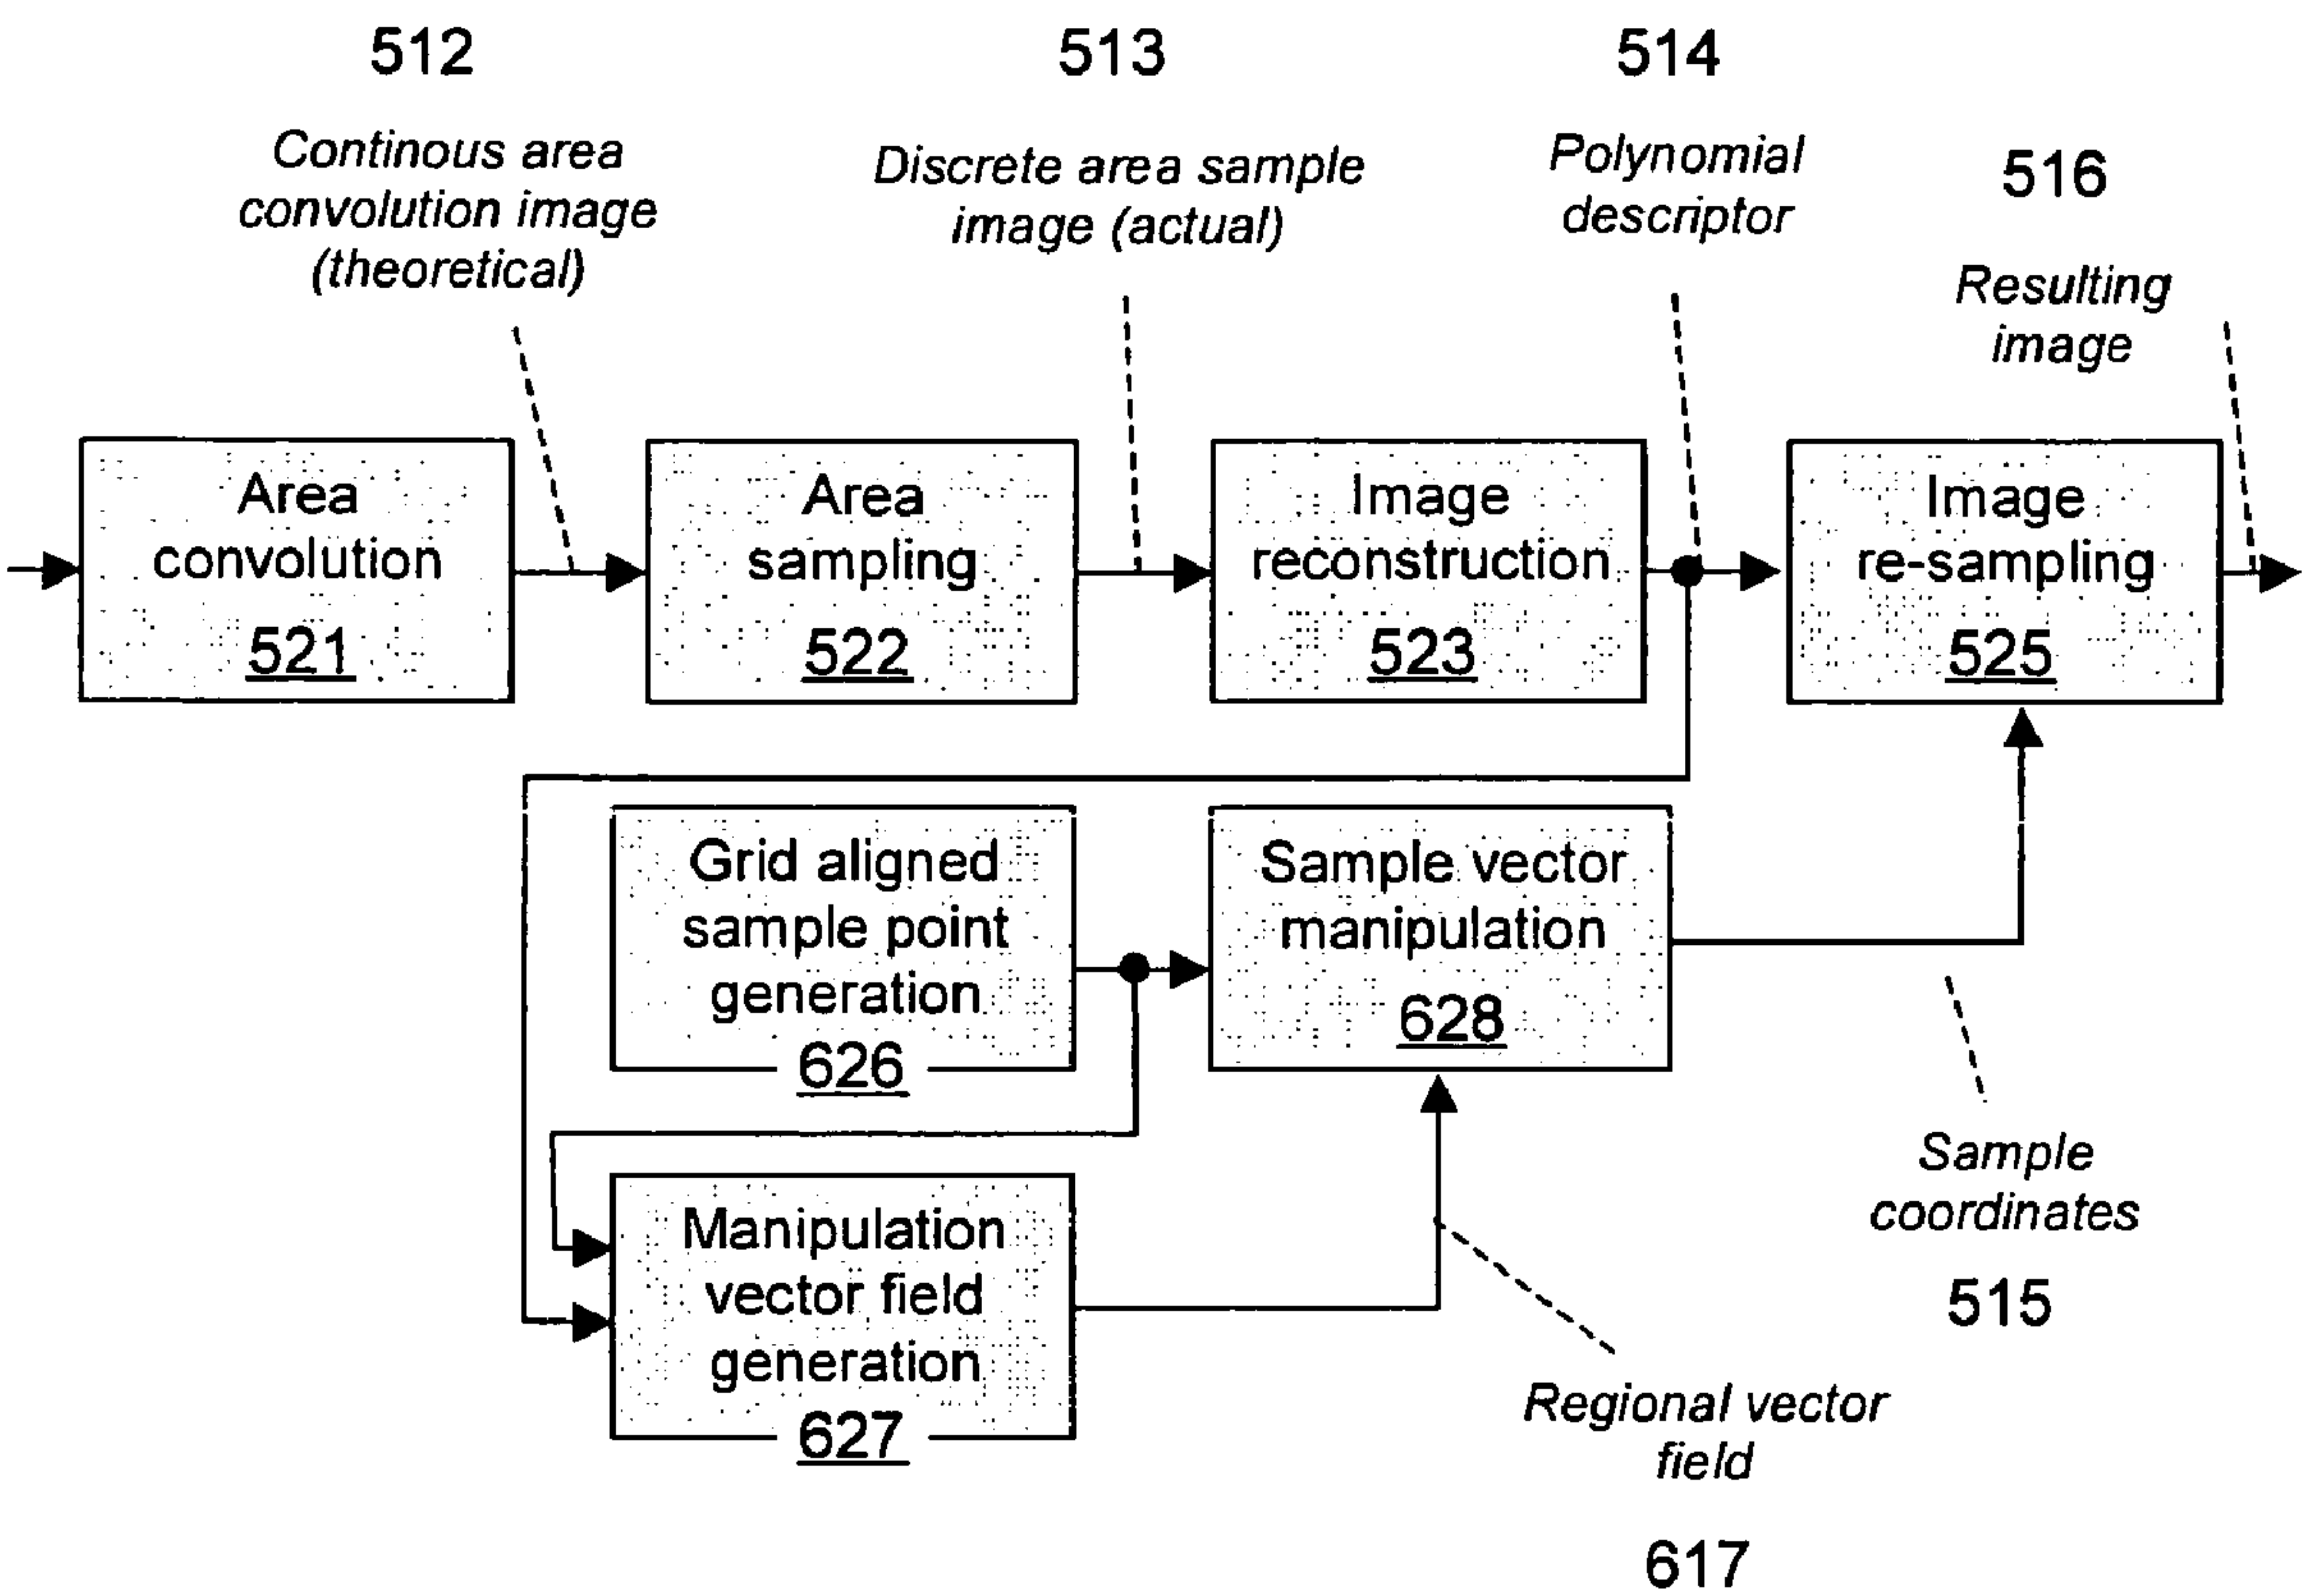 512
Continous area
convolution image
(theoretical)
513
Discrete area sample
image (actual)
514
Polynomial
descriptor
516
Resulting
image
Area
convolution
521
Area
sampling
522
Image
reconstruction
523
Image
re-sampling
525
Grid aligned
sample point
generation
626
Sample vector
manipulation
628
Manipulation
vector field
generation
627
Sample
coordinates
515
Regional vector
field
617